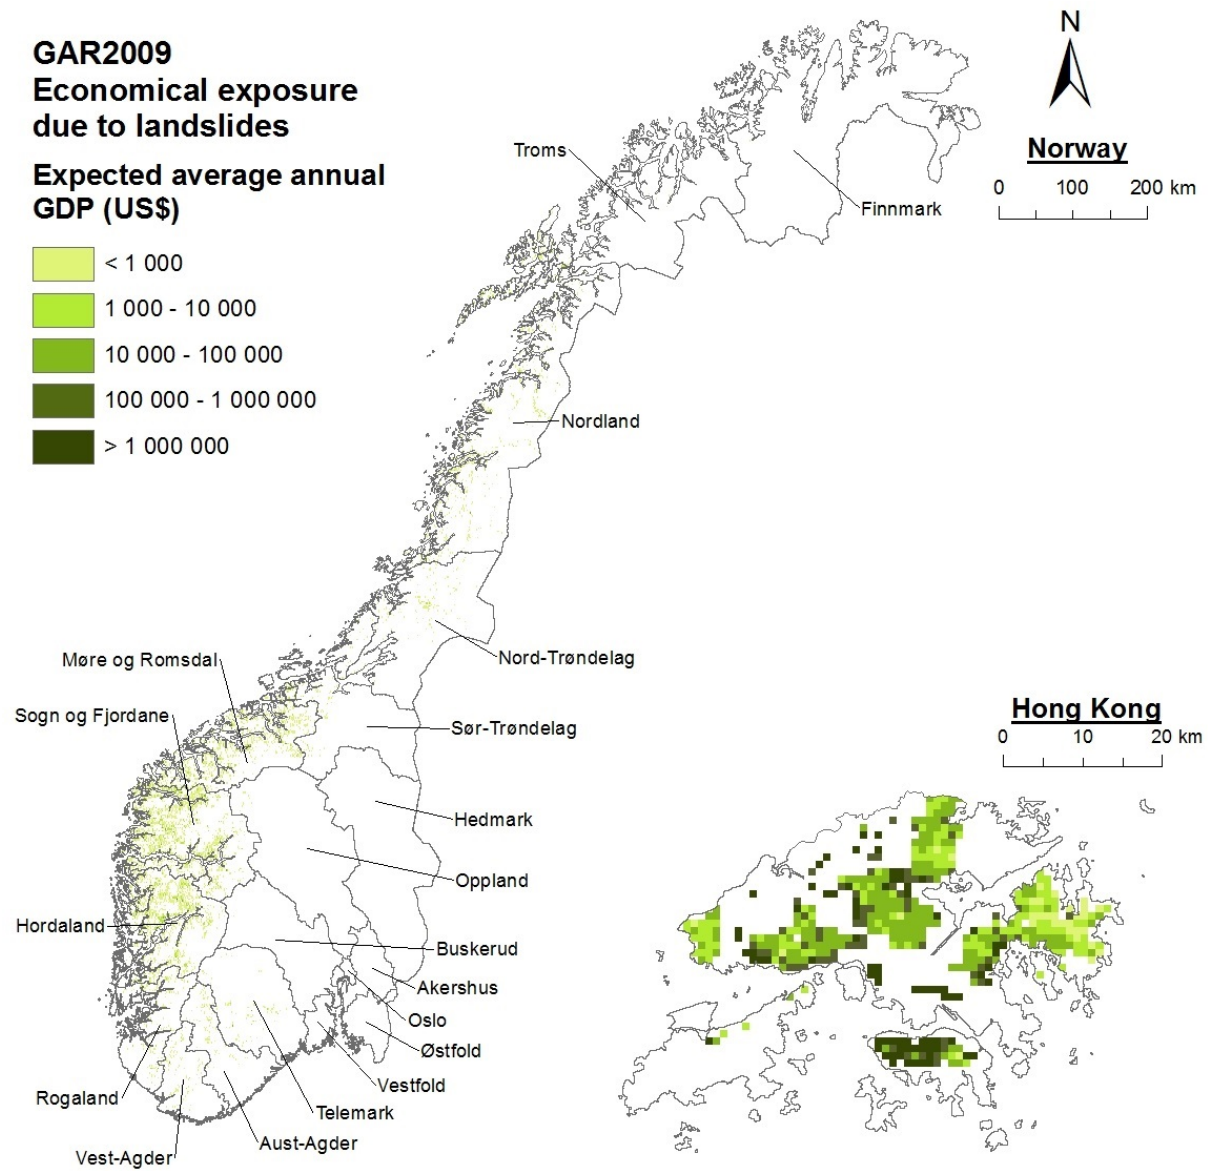 GAR2009
Economical exposure
due to landslides
Expected average annual
GDP (US$)
< 1 000
1 000 - 10 000
10 000 - 100 000
100 000 - 1 000 000
> 1 000 000
N
Norway
0 100 200 km
Troms
Finnmark
Nordland
Nord-Trøndelag
Møre og Romsdal
Sogn og Fjordane
Sør-Trøndelag
Hedmark
Oppland
Hordaland
Buskerud
Akershus
Oslo
Østfold
Vestfold
Rogaland
Telemark
Aust-Agder
Vest-Agder
Hong Kong
0 10 20 km